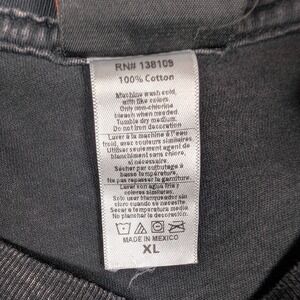 RN# 138109
100% Cotton
Machine wash cold,
with like colors.
Only non-chlorine
bleach when needed.
Tumble dry medium.
Do not iron decoration
Laver à la machine à l'eau
froid, avec couleurs similaires.
Utiliser seulement agent de
blanchiment sans chlore,
si nécessaire.
Sécher par culbutage à
basse température.
Ne pas repasser la garniture.
Lavar con agua fria y
colores similares.
Solo usar blanqueador sin
cloro cuando es necesario.
Secar a temperatura media
No planchar la decoración.
MADE IN MEXICO
XL